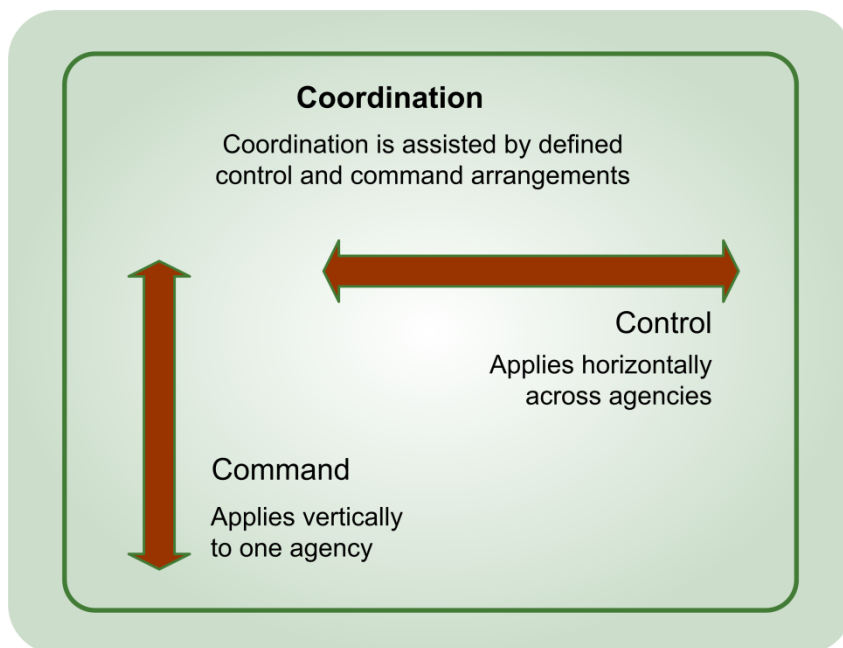 Coordination
Coordination is assisted by defined
control and command arrangements
Control
Applies horizontally
across agencies
Command
Applies vertically
to one agency